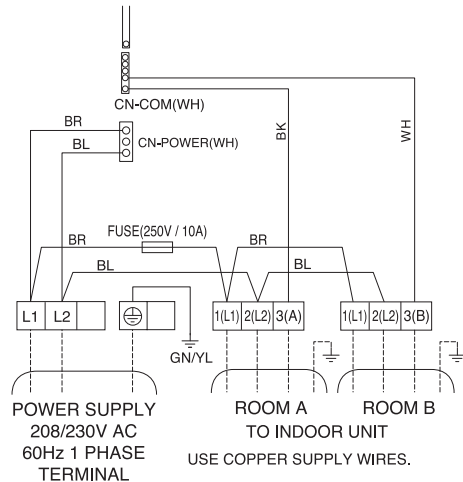 CN-COM(WH)
BR
CN-POWER(WH)
BL
BK
WH
FUSE(250V / 10A)
BR
BR
BL
BL
L1 L2
1(L1) 2(L2) 3(A)
1(L1) 2(L2) 3(B)
GN/YL
POWER SUPPLY
208/230V AC
60Hz 1 PHASE
TERMINAL
ROOM A
ROOM B
TO INDOOR UNIT
USE COPPER SUPPLY WIRES.